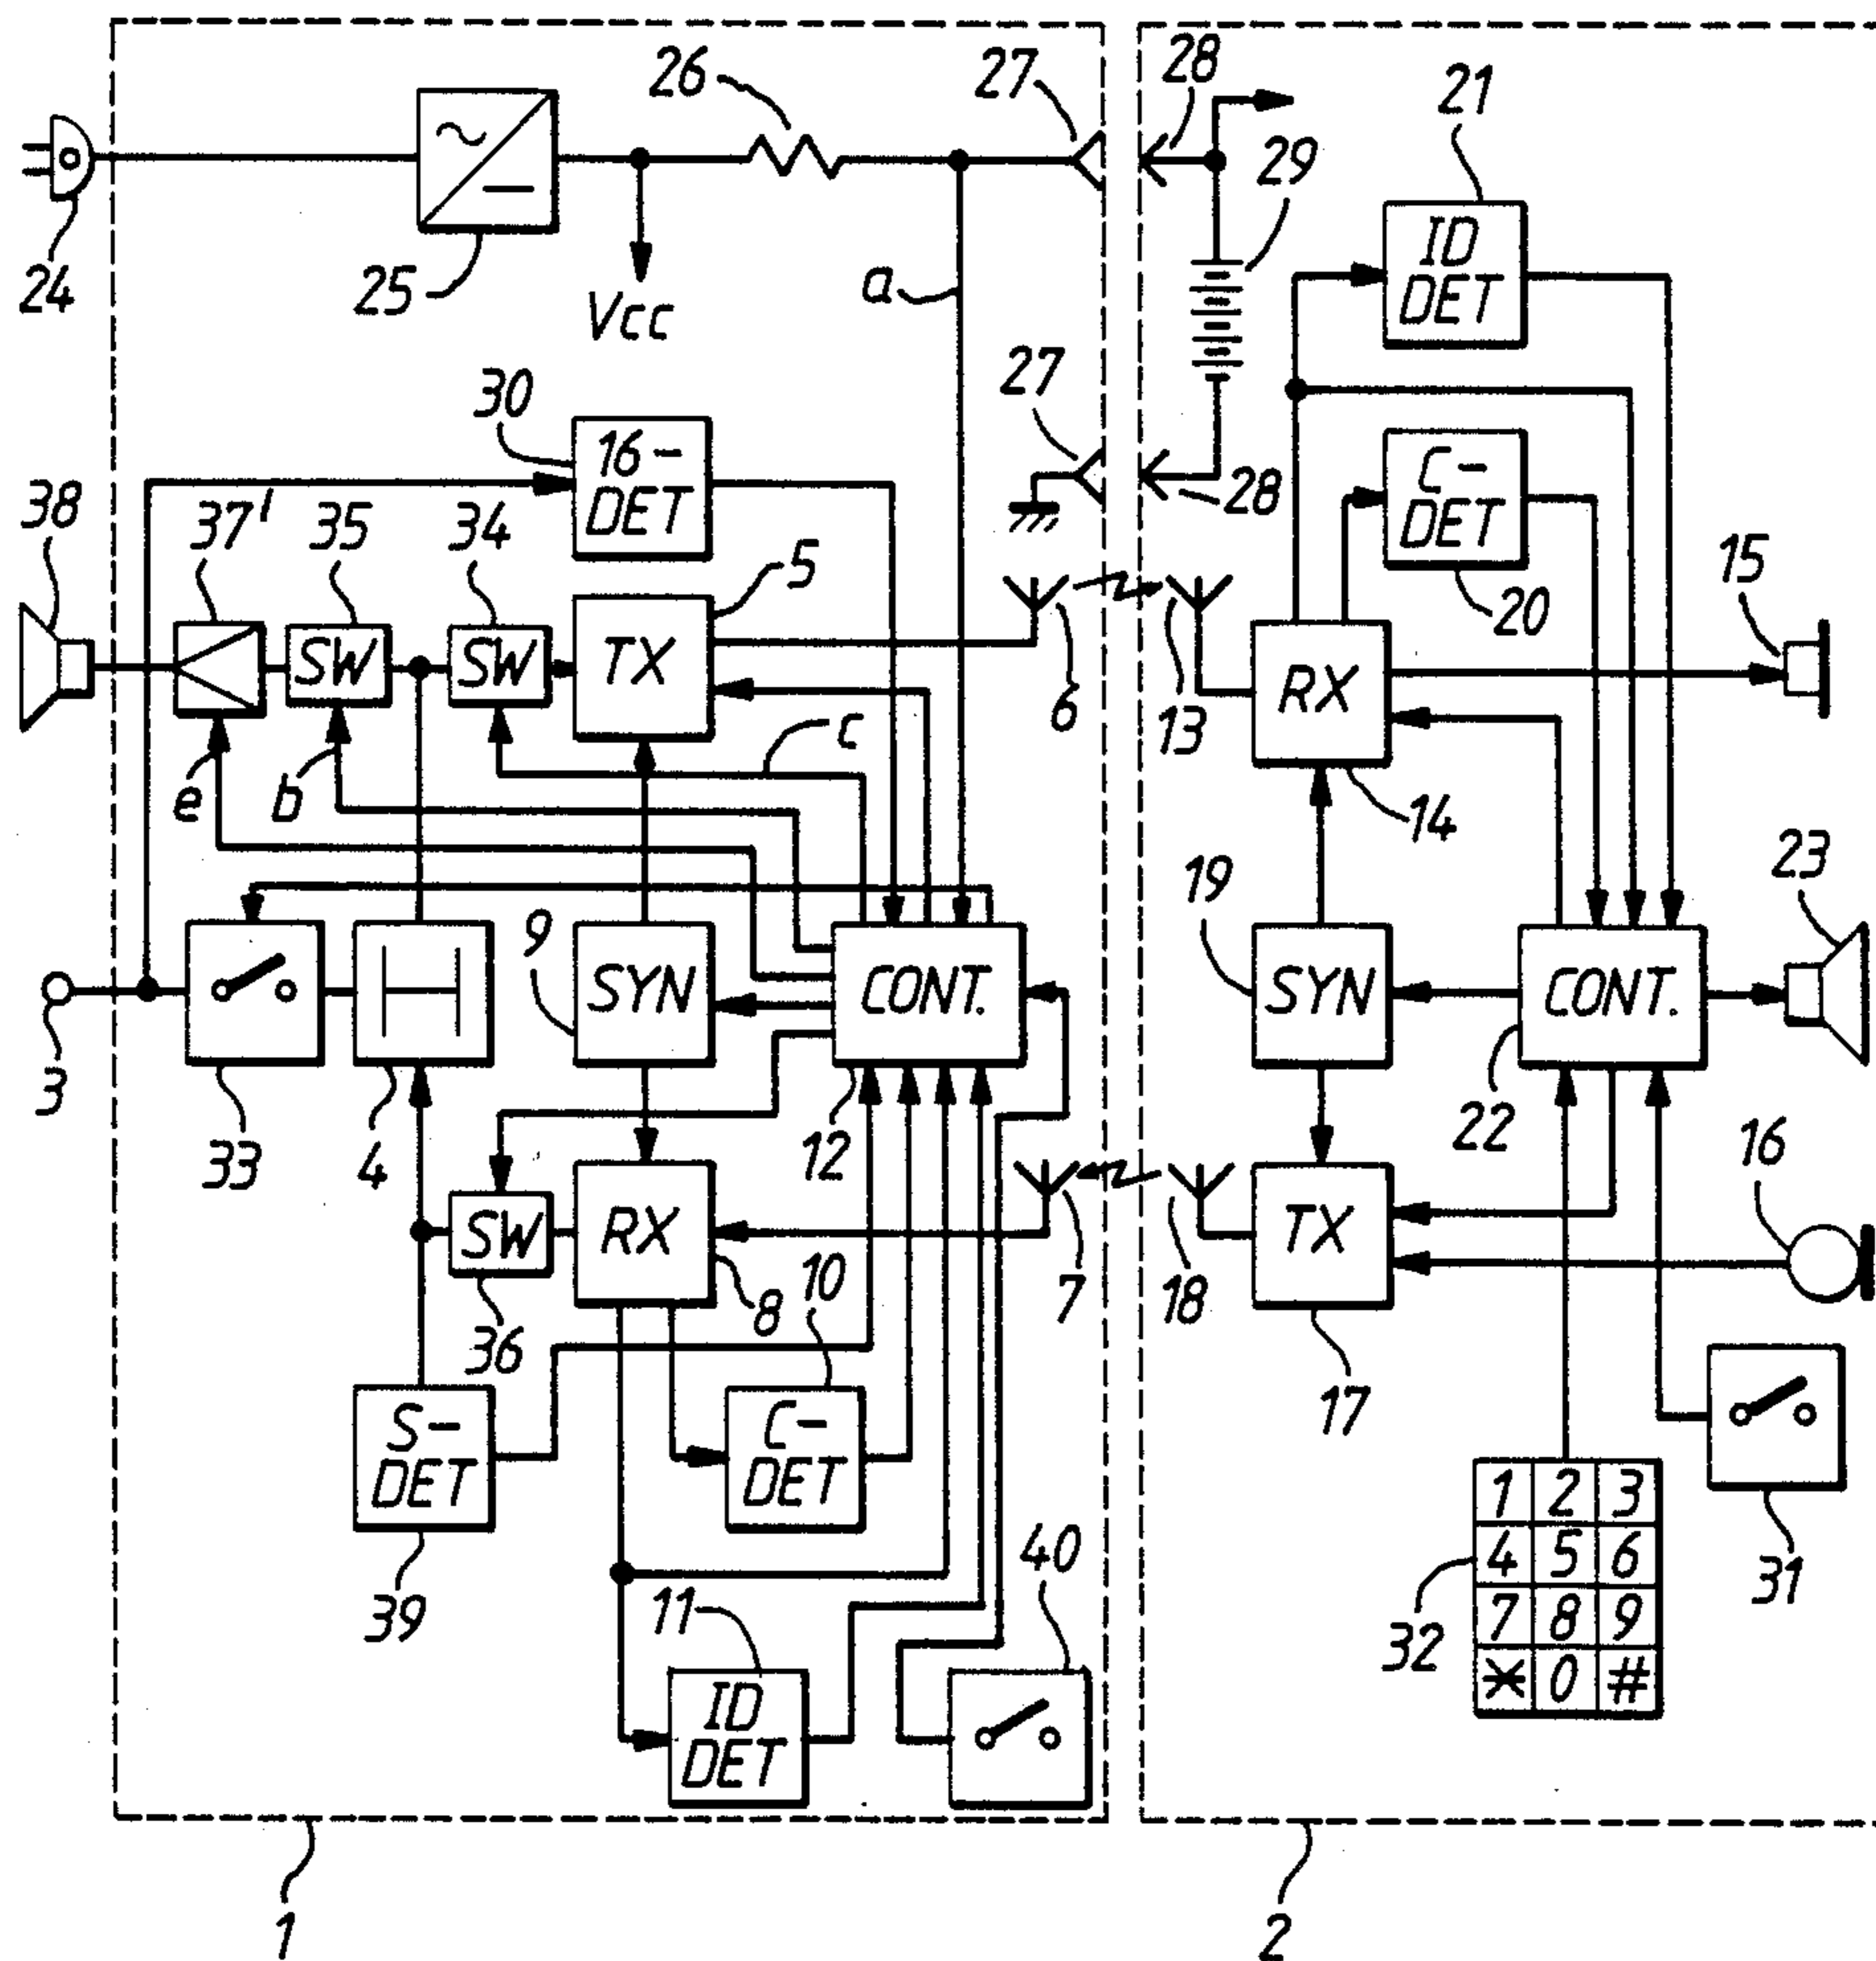 26
27
28
21
24
25
VCC
a
29
ID
DET
30
16-
DET
27
28
C-
DET
20
38
37
35
34
5
15
SW
SW
TX
6
13
RX
14
e
b
c
9
19
23
3
SYN
CONT.
SYN
CONT.
33
4
12
22
16
SW
RX
36
8
10
7
18
TX
17
S-
DET
C-
DET
39
11
40
ID
DET
1 2 3
4 5 6
7 8 9
* 0 #
32
31
1
2